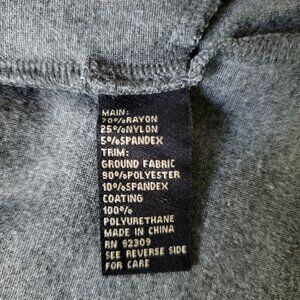 MAIN:
70%RAYON
25%NYLON
5%SPANDEX
TRIM:
GROUND FABRIC
90%POLYESTER
10%SPANDEX
COATING
100%
POLYURETHANE
MADE IN CHINA
RN 92309
SEE REVERSE SIDE
FOR CARE